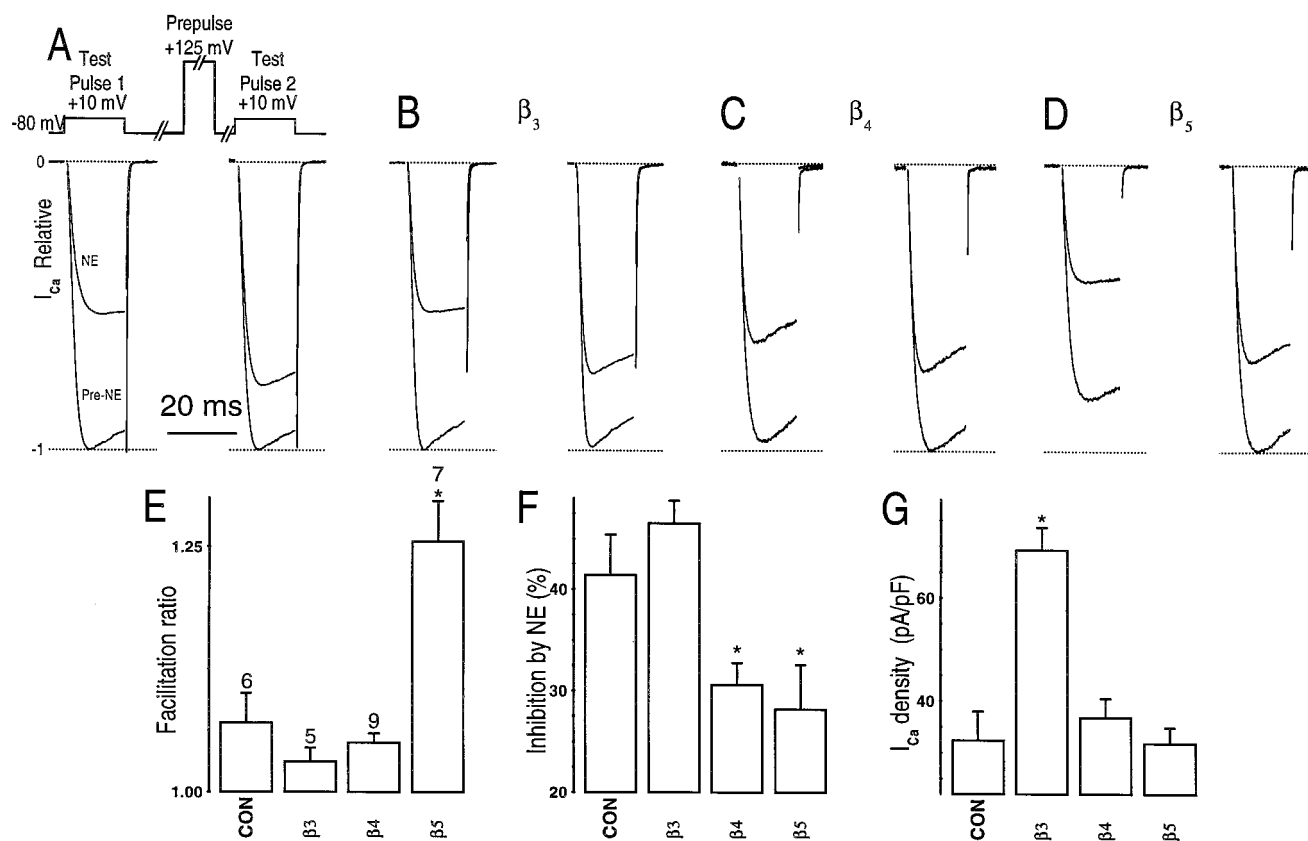 A
Prepulse
+125 mV
Test
Pulse 1
+10 mV
Test
Pulse 2
+10 mV
-80 mV
B
β3
C
β4
D
β5
0
ICa Relative
-1
NE
Pre-NE
20 ms
E
Facilitation ratio
1.25
1.00
6
5
9
7
*
CON
β3
β4
β5
F
Inhibition by NE (%)
40
30
20
*
*
CON
β3
β4
β5
G
ICa density (pA/pF)
60
40
*
CON
β3
β4
β5